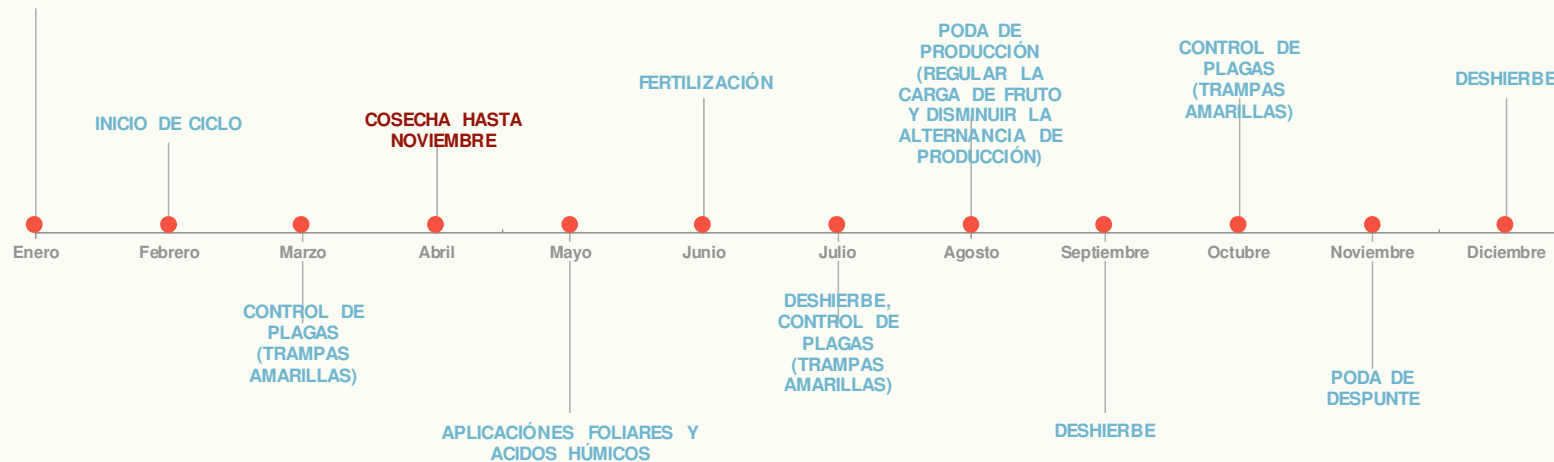 INICIO DE CICLO
COSECHA HASTA
NOVIEMBRE
FERTILIZACIÓN
PODA DE
PRODUCCIÓN
(REGULAR LA
CARGA DE FRUTO
Y DISMINUIR LA
ALTERNANCIA DE
PRODUCCIÓN)
CONTROL DE
PLAGAS
(TRAMPAS
AMARILLAS)
DESHIERBE
Enero
Febrero
Marzo
Abril
Mayo
Junio
Julio
Agosto
Septiembre
Octubre
Noviembre
Diciembre
CONTROL DE
PLAGAS
(TRAMPAS
AMARILLAS)
APLICACIÓNES FOLIARES Y
ACIDOS HÚMICOS
DESHIERBE,
CONTROL DE
PLAGAS
(TRAMPAS
AMARILLAS)
DESHIERBE
PODA DE
DESPUNTE